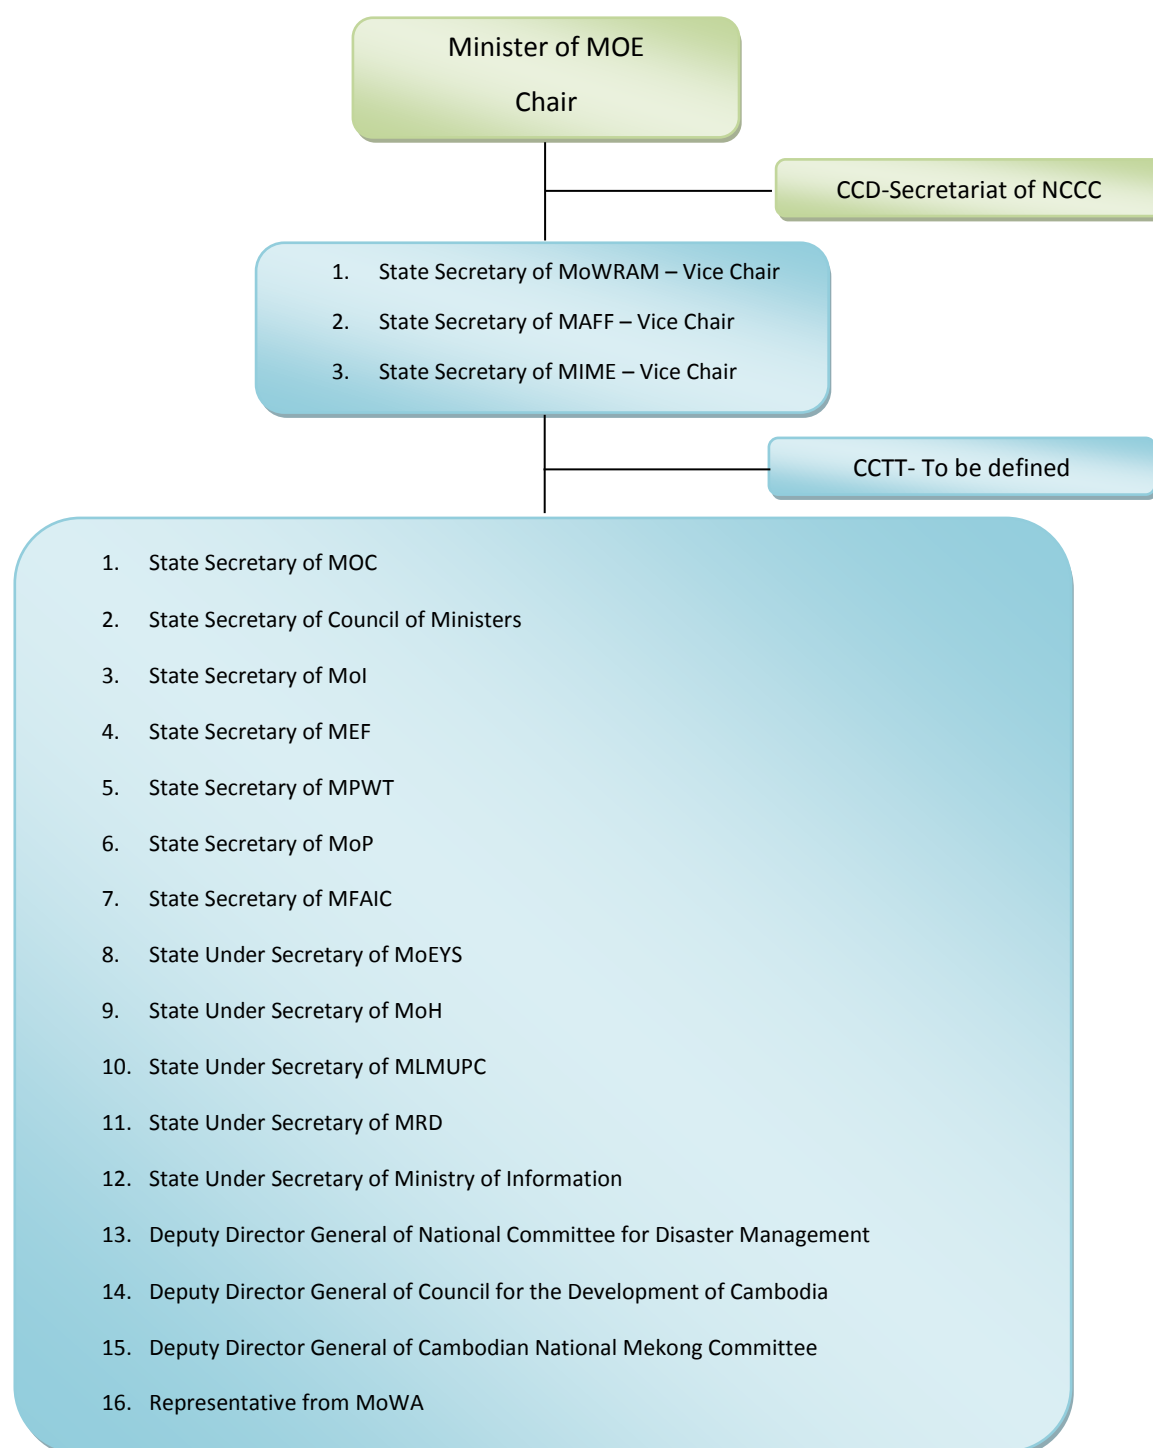 Minister of MOE
Chair
CCD-Secretariat of NCCC
1. State Secretary of MoWRAM – Vice Chair
2. State Secretary of MAFF – Vice Chair
3. State Secretary of MIME – Vice Chair
CCTT- To be defined
1. State Secretary of MOC
2. State Secretary of Council of Ministers
3. State Secretary of MoI
4. State Secretary of MEF
5. State Secretary of MPWT
6. State Secretary of MoP
7. State Secretary of MFAIC
8. State Under Secretary of MoEYS
9. State Under Secretary of MoH
10. State Under Secretary of MLMUPC
11. State Under Secretary of MRD
12. State Under Secretary of Ministry of Information
13. Deputy Director General of National Committee for Disaster Management
14. Deputy Director General of Council for the Development of Cambodia
15. Deputy Director General of Cambodian National Mekong Committee
16. Representative from MoWA